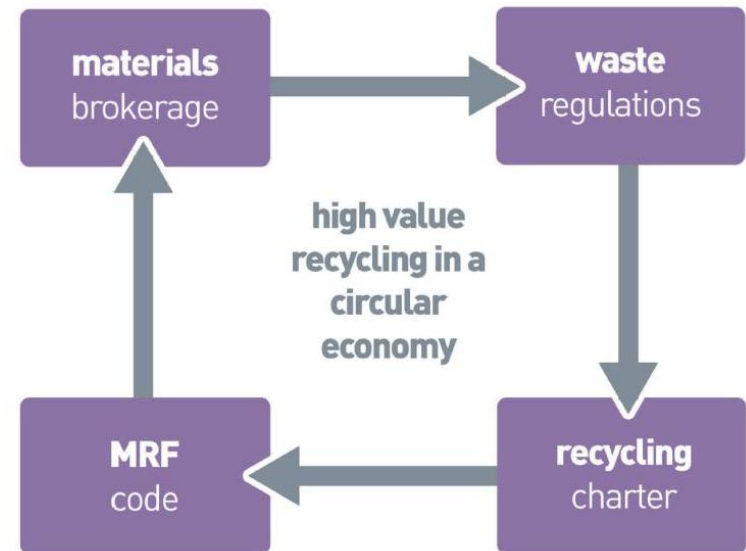 materials
brokerage
waste
regulations
high value
recycling in a
circular
economy
MRF
code
recycling
charter